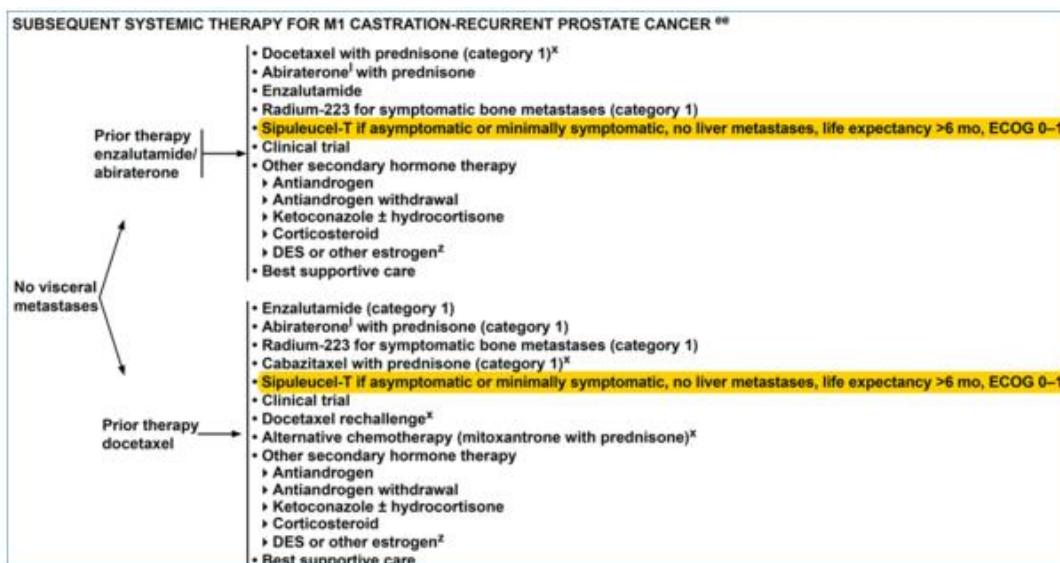 SUBSEQUENT SYSTEMIC THERAPY FOR M1 CASTRATION-RECURRENT PROSTATE CANCER ee
No visceral
metastases
Prior therapy
enzalutamide/
abiraterone
• Docetaxel with prednisone (category 1)x
• Abirateronel with prednisone
• Enzalutamide
• Radium-223 for symptomatic bone metastases (category 1)
• Sipuleucel-T if asymptomatic or minimally symptomatic, no liver metastases, life expectancy >6 mo, ECOG 0–1
• Clinical trial
• Other secondary hormone therapy
▸ Antiandrogen
▸ Antiandrogen withdrawal
▸ Ketoconazole ± hydrocortisone
▸ Corticosteroid
▸ DES or other estrogenz
• Best supportive care
Prior therapy
docetaxel
• Enzalutamide (category 1)
• Abirateronel with prednisone (category 1)
• Radium-223 for symptomatic bone metastases (category 1)
• Cabazitaxel with prednisone (category 1)x
• Sipuleucel-T if asymptomatic or minimally symptomatic, no liver metastases, life expectancy >6 mo, ECOG 0–1
• Clinical trial
• Docetaxel rechallengex
• Alternative chemotherapy (mitoxantrone with prednisone)x
• Other secondary hormone therapy
▸ Antiandrogen
▸ Antiandrogen withdrawal
▸ Ketoconazole ± hydrocortisone
▸ Corticosteroid
▸ DES or other estrogenz
• Best supportive care